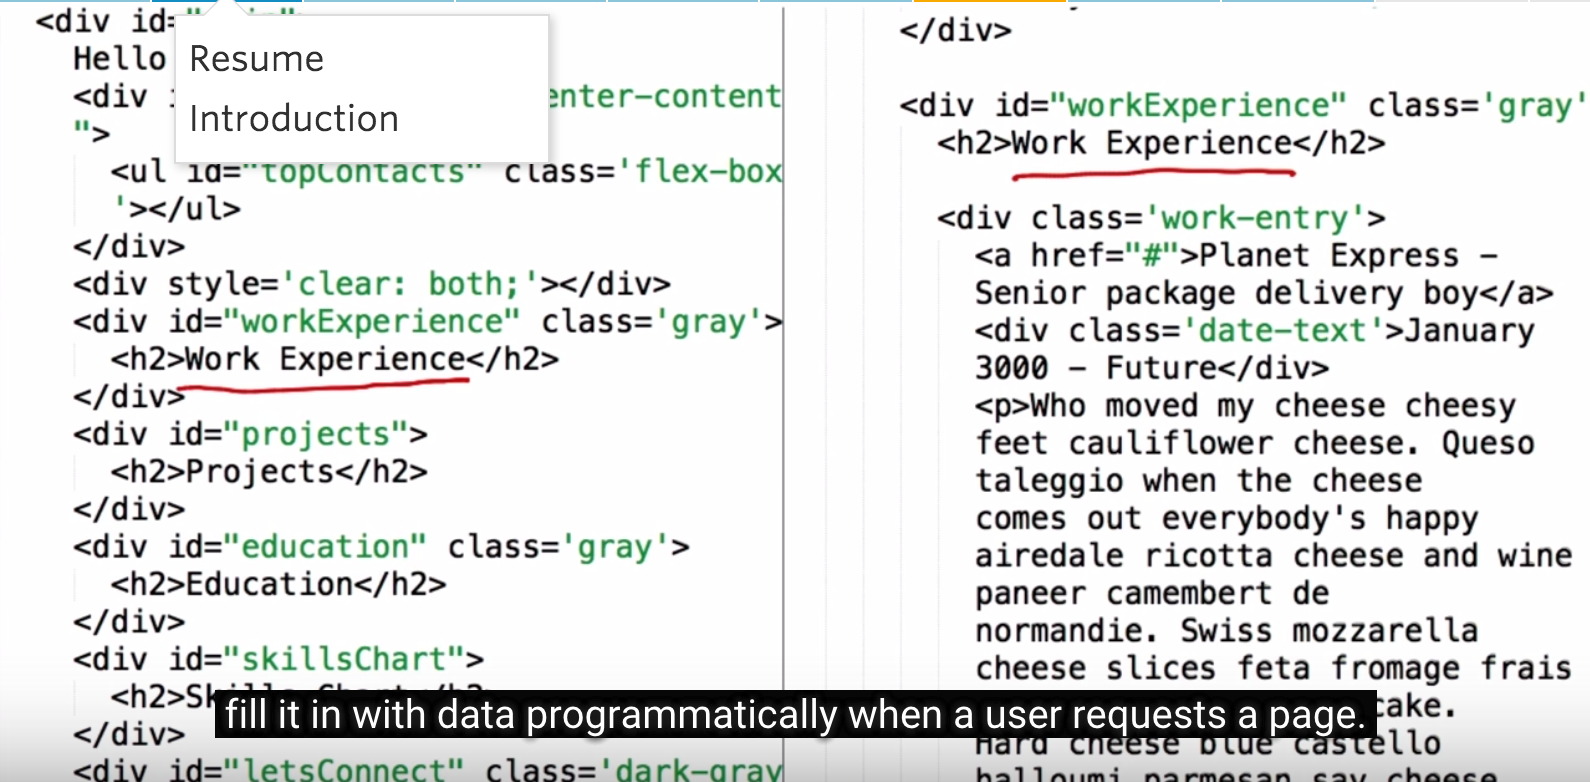 <div id=
Hello
<div
enter-content
">
<ul id="topContacts" class='flex-box
'></ul>
</div>
<div style='clear: both;'></div>
<div id="workExperience" class='gray'>
<h2>Work Experience</h2>
</div>
<div id="projects">
<h2>Projects</h2>
</div>
<div id="education" class='gray'>
<h2>Education</h2>
</div>
<div id="skillsChart">
<h2>Sk
</div>
<div id="letsConnect" class='dark-gray
Resume
Introduction
</div>
<div id="workExperience" class='gray'
<h2>Work Experience</h2>
<div class='work-entry'>
<a href="#">Planet Express –
Senior package delivery boy</a>
<div class='date-text'>January
3000 – Future</div>
<p>Who moved my cheese cheesy
feet cauliflower cheese. Queso
taleggio when the cheese
comes out everybody's happy
airedale ricotta cheese and wine
paneer camembert de
normandie. Swiss mozzarella
cheese slices feta fromage frais
cake.
Hard cheese blue castello
halloumi parmesan say cheese
fill it in with data programmatically when a user requests a page.